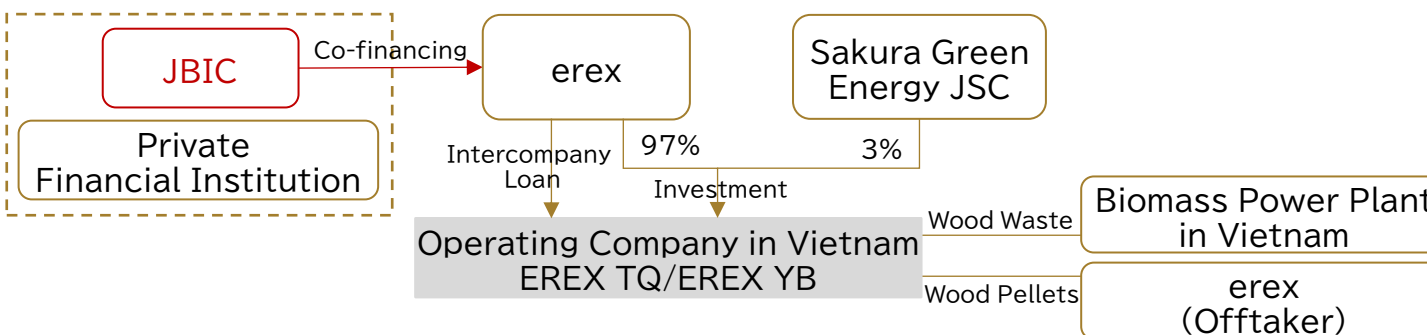 JBIC
Co-financing
erex
Sakura Green
Energy JSC
Private
Financial Institution
Intercompany
Loan
97%
3%
Investment
Operating Company in Vietnam
EREX TQ/EREX YB
Wood Waste
Biomass Power Plant
in Vietnam
Wood Pellets
erex
(Offtaker)